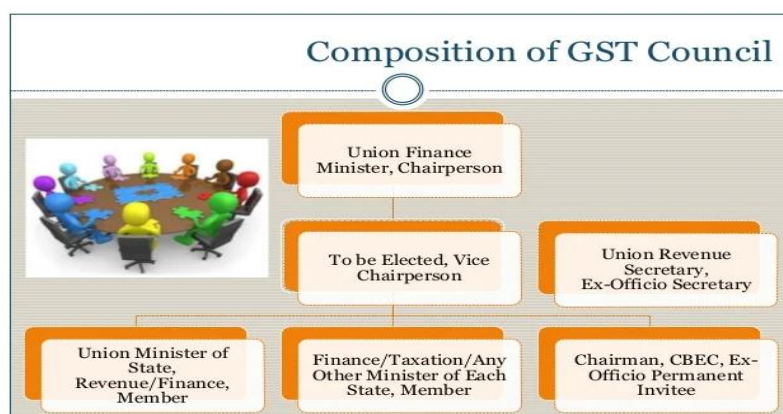 Composition of GST Council
Union Finance
Minister, Chairperson
To be Elected, Vice
Chairperson
Union Revenue
Secretary,
Ex-Officio Secretary
Union Minister of
State,
Revenue/Finance,
Member
Finance/Taxation/Any
Other Minister of Each
State, Member
Chairman, CBEC, Ex-
Officio Permanent
Invitee